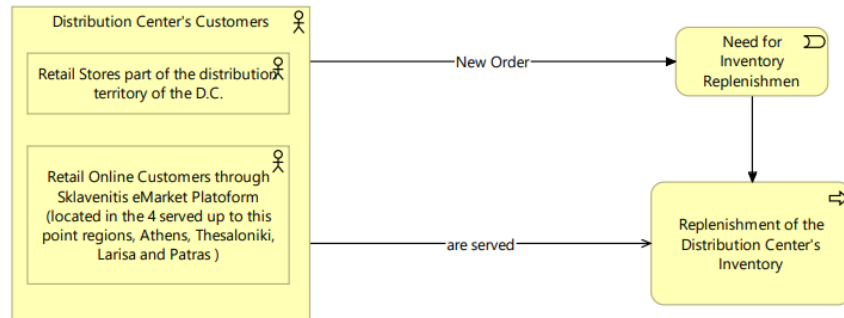 Distribution Center's Customers
Retail Stores part of the distribution
territory of the D.C.
Retail Online Customers through
Sklavenitis eMarket Platoform
(located in the 4 served up to this
point regions, Athens, Thesaloniki,
Larisa and Patras )
New Order
are served
Need for
Inventory
Replenishmen
Replenishment of the
Distribution Center's
Inventory